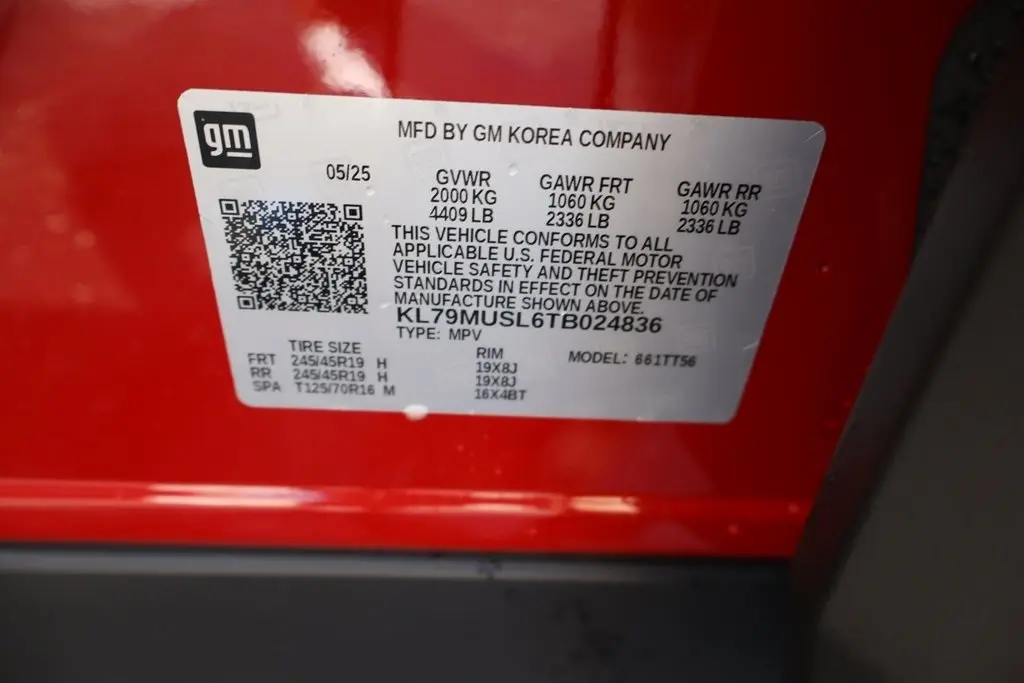 gm
MFD BY GM KOREA COMPANY
05/25
GVWR
2000 KG
4409 LB
GAWR FRT
1060 KG
2336 LB
GAWR RR
1060 KG
2336 LB
THIS VEHICLE CONFORMS TO ALL
APPLICABLE U.S. FEDERAL MOTOR
VEHICLE SAFETY AND THEFT PREVENTION
STANDARDS IN EFFECT ON THE DATE OF
MANUFACTURE SHOWN ABOVE.
KL79MUSL6TB024836
TYPE: MPV
TIRE SIZE RIM MODEL: 661TT56
FRT 245/45R19 H 19X8J
RR 245/45R19 H 19X8J
SPA T125/70R16 M 16X4BT